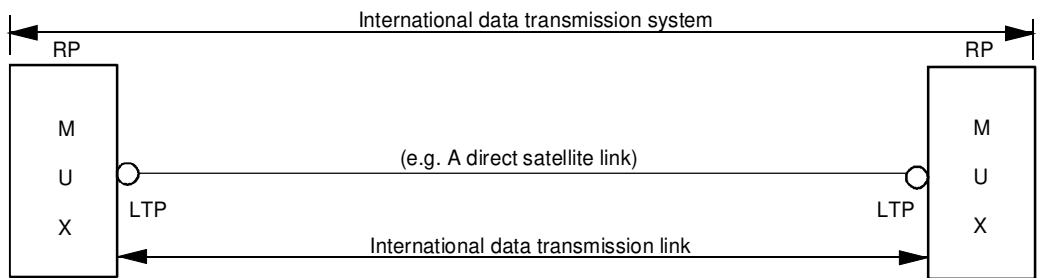 International data transmission system
RP
RP
M
U
X
(e.g. A direct satellite link)
M
U
X
LTP
LTP
International data transmission link